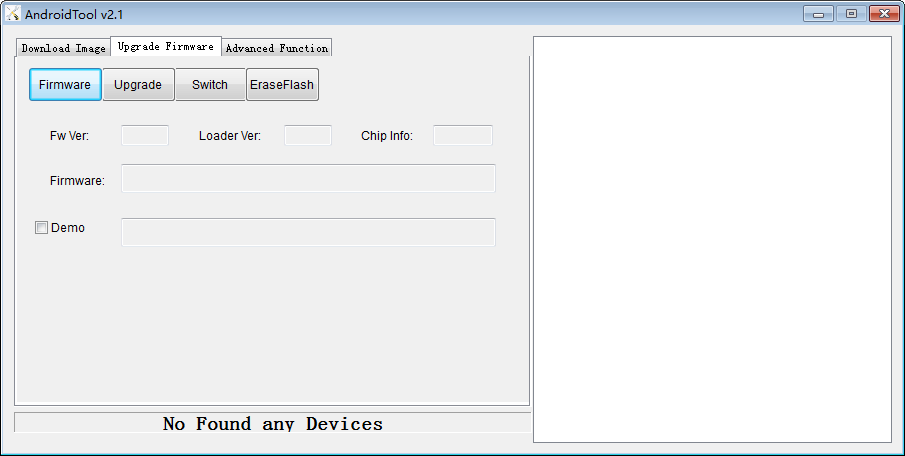 AndroidTool v2.1
Download Image Upgrade Firmware Advanced Function
Firmware Upgrade Switch EraseFlash
Fw Ver: Loader Ver: Chip Info:
Firmware:
Demo
No Found any Devices